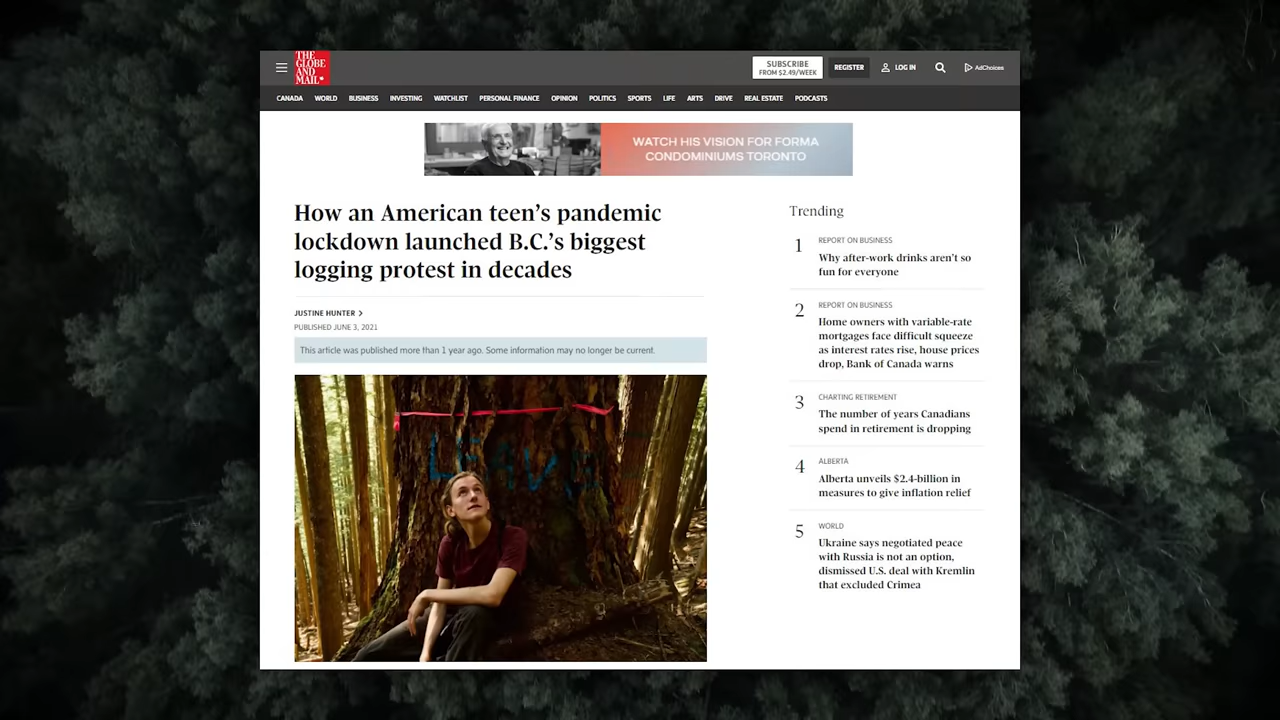 THE
GLOBE
AND
MAIL*
SUBSCRIBE
FROM $2.49/WEEK
REGISTER
LOG IN
AdChoices
CANADA WORLD BUSINESS INVESTING WATCHLIST PERSONAL FINANCE OPINION POLITICS SPORTS LIFE ARTS DRIVE REAL ESTATE PODCASTS
WATCH HIS VISION FOR FORMA
CONDOMINIUMS TORONTO
How an American teen's pandemic
lockdown launched B.C.'s biggest
logging protest in decades
JUSTINE HUNTER >
PUBLISHED JUNE 3, 2021
This article was published more than 1 year ago. Some information may no longer be current.
LEAVE
Trending
1 REPORT ON BUSINESS
Why after-work drinks aren't so
fun for everyone
2 REPORT ON BUSINESS
Home owners with variable-rate
mortgages face difficult squeeze
as interest rates rise, house prices
drop, Bank of Canada warns
3 CHARTING RETIREMENT
The number of years Canadians
spend in retirement is dropping
4 ALBERTA
Alberta unveils $2.4-billion in
measures to give inflation relief
5 WORLD
Ukraine says negotiated peace
with Russia is not an option,
dismissed U.S. deal with Kremlin
that excluded Crimea